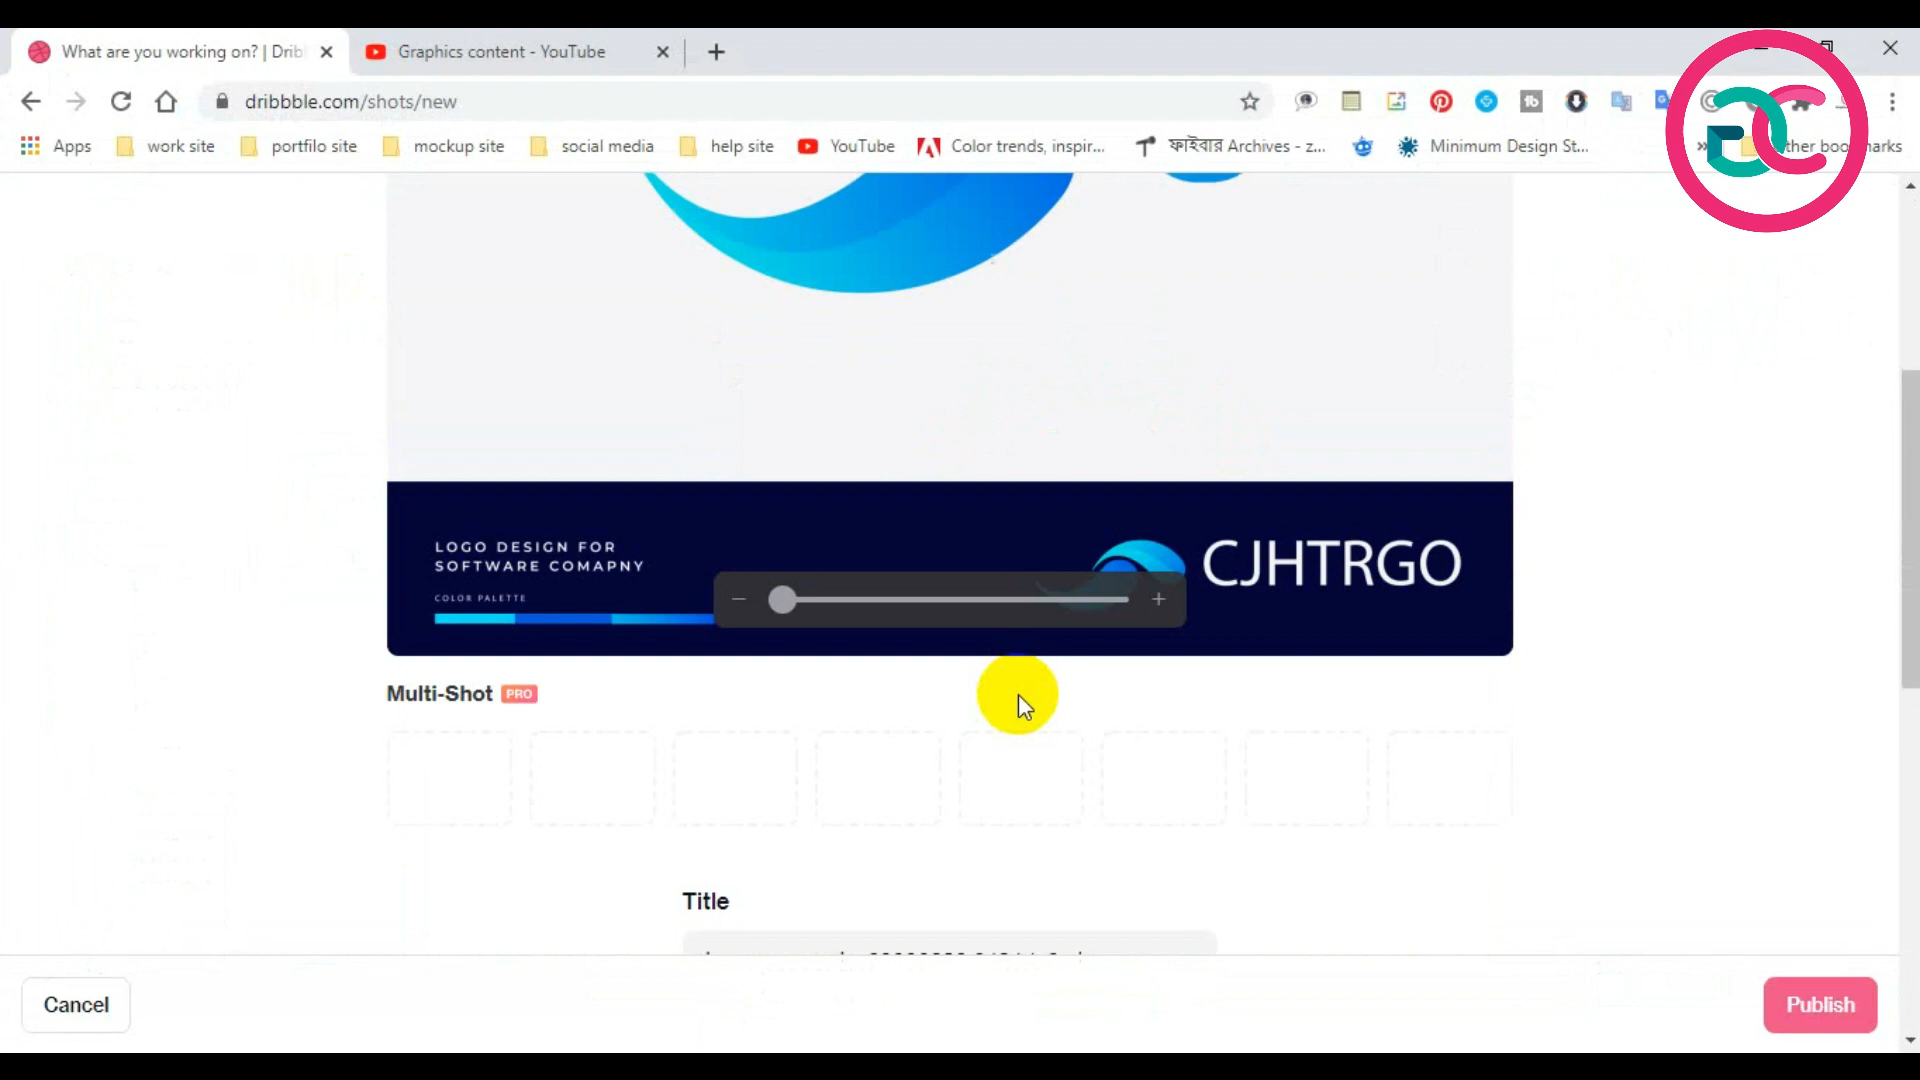 What are you working on? | Drib
Graphics content - YouTube
dribbble.com/shots/new
Apps
work site
portfilo site
mockup site
social media
help site
YouTube
Color trends, inspir...
ফাইবার Archives - z...
Minimum Design St...
LOGO DESIGN FOR
SOFTWARE COMAPNY
COLOR PALETTE
CJHTRGO
Multi-Shot PRO
Title
Cancel
Publish